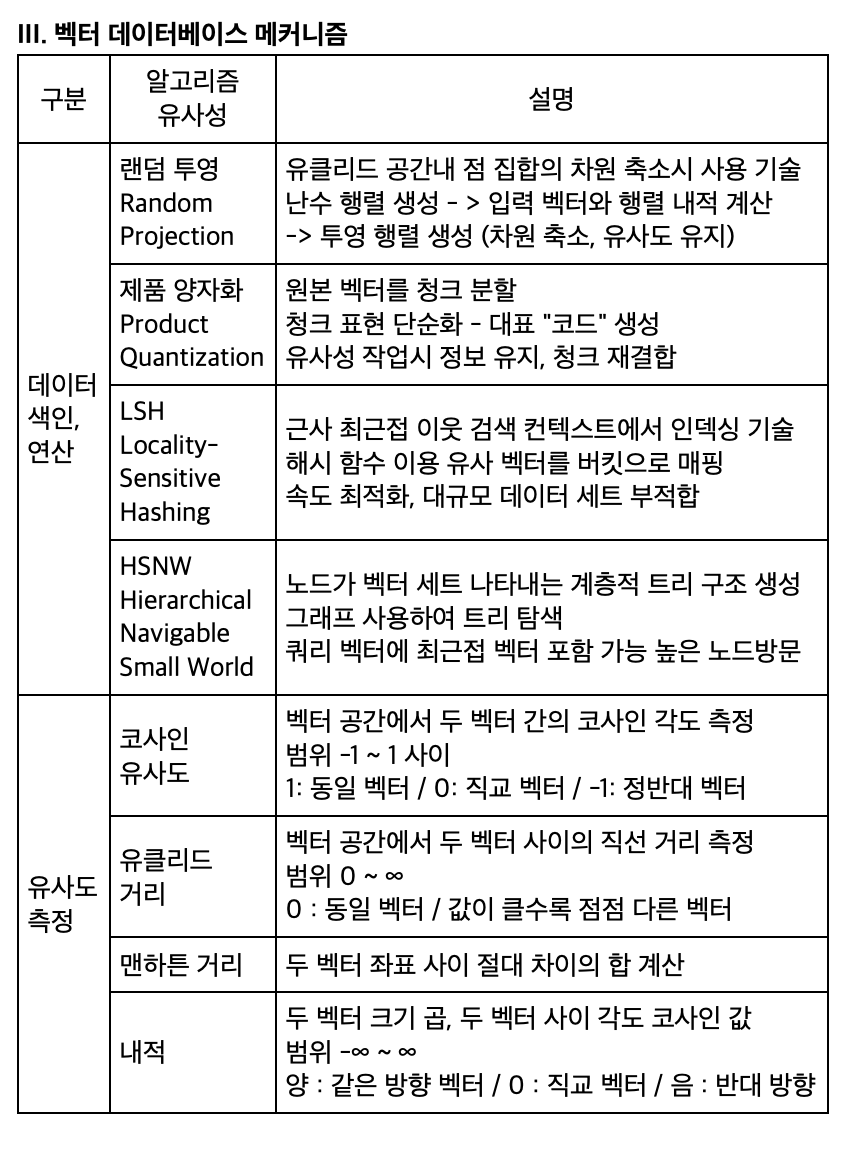 III. 벡터 데이터베이스 메커니즘
구분
알고리즘
유사성
설명
데이터
색인,
연산
랜덤 투영
Random
Projection
유클리드 공간내 점 집합의 차원 축소시 사용 기술
난수 행렬 생성 - > 입력 벡터와 행렬 내적 계산
-> 투영 행렬 생성 (차원 축소, 유사도 유지)
제품 양자화
Product
Quantization
원본 벡터를 청크 분할
청크 표현 단순화 - 대표 "코드" 생성
유사성 작업시 정보 유지, 청크 재결합
LSH
Locality-
Sensitive
Hashing
근사 최근접 이웃 검색 컨텍스트에서 인덱싱 기술
해시 함수 이용 유사 벡터를 버킷으로 매핑
속도 최적화, 대규모 데이터 세트 부적합
HSNW
Hierarchical
Navigable
Small World
노드가 벡터 세트 나타내는 계층적 트리 구조 생성
그래프 사용하여 트리 탐색
쿼리 벡터에 최근접 벡터 포함 가능 높은 노드방문
유사도
측정
코사인
유사도
벡터 공간에서 두 벡터 간의 코사인 각도 측정
범위 -1 ~ 1 사이
1: 동일 벡터 / 0: 직교 벡터 / -1: 정반대 벡터
유클리드
거리
벡터 공간에서 두 벡터 사이의 직선 거리 측정
범위 0 ~ ∞
0 : 동일 벡터 / 값이 클수록 점점 다른 벡터
맨하튼 거리
두 벡터 좌표 사이 절대 차이의 합 계산
내적
두 벡터 크기 곱, 두 벡터 사이 각도 코사인 값
범위 -∞ ~ ∞
양 : 같은 방향 벡터 / 0 : 직교 벡터 / 음 : 반대 방향